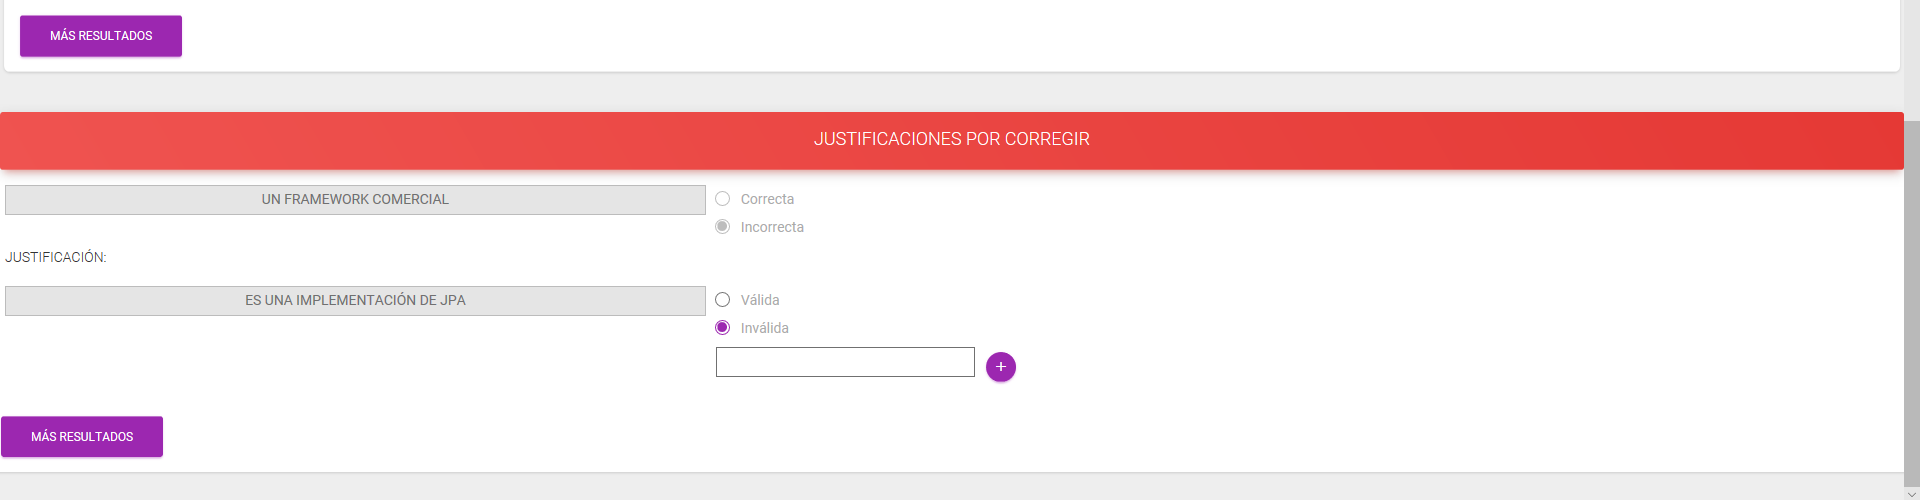 MÁS RESULTADOS
JUSTIFICACIONES POR CORREGIR
UN FRAMEWORK COMERCIAL
Correcta
Incorrecta
JUSTIFICACIÓN:
ES UNA IMPLEMENTACIÓN DE JPA
Válida
Inválida
+
MÁS RESULTADOS